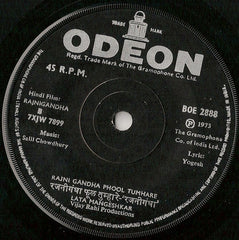 TRADE MARK
ODEON
Regd. Trade Mark of The Gramophone Co. Ltd.
45 R.P.M.
BOE 2888
Hindi Film:
RAJNIGANDHA
B
7XJW 7899
Ⓟ 1973
Music:
Salil Chowdhury
The Gramophone
Co. of India Ltd.
Lyric:
Yogesh
RAJNI GANDHA PHOOL TUMHARE
रजनीगंधा फूल तुम्हारे-"रजनीगंधा"
LATA MANGESHKAR
Vijay Rahi Productions